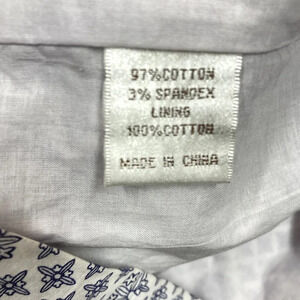 97%COTTON
3% SPANDEX
LINING
100%COTTON
MADE IN CHINA